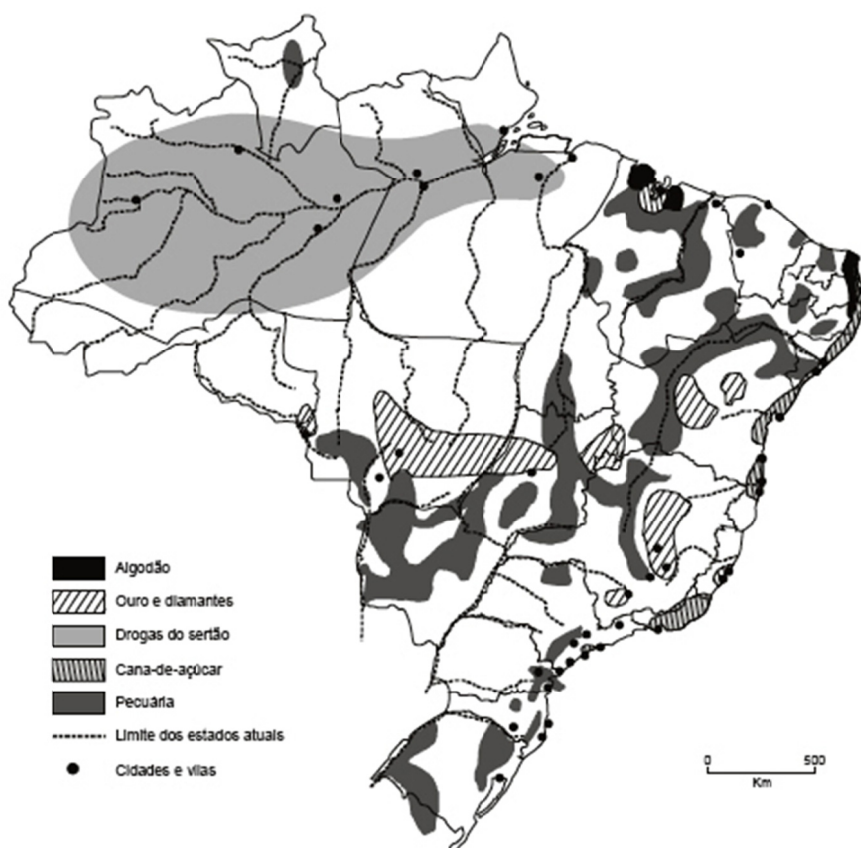 Algodão
Ouro e diamantes
Drogas do sertão
Cana-de-açúcar
Pecuária
Limite dos estados atuais
Cidades e vilas
0 500
Km